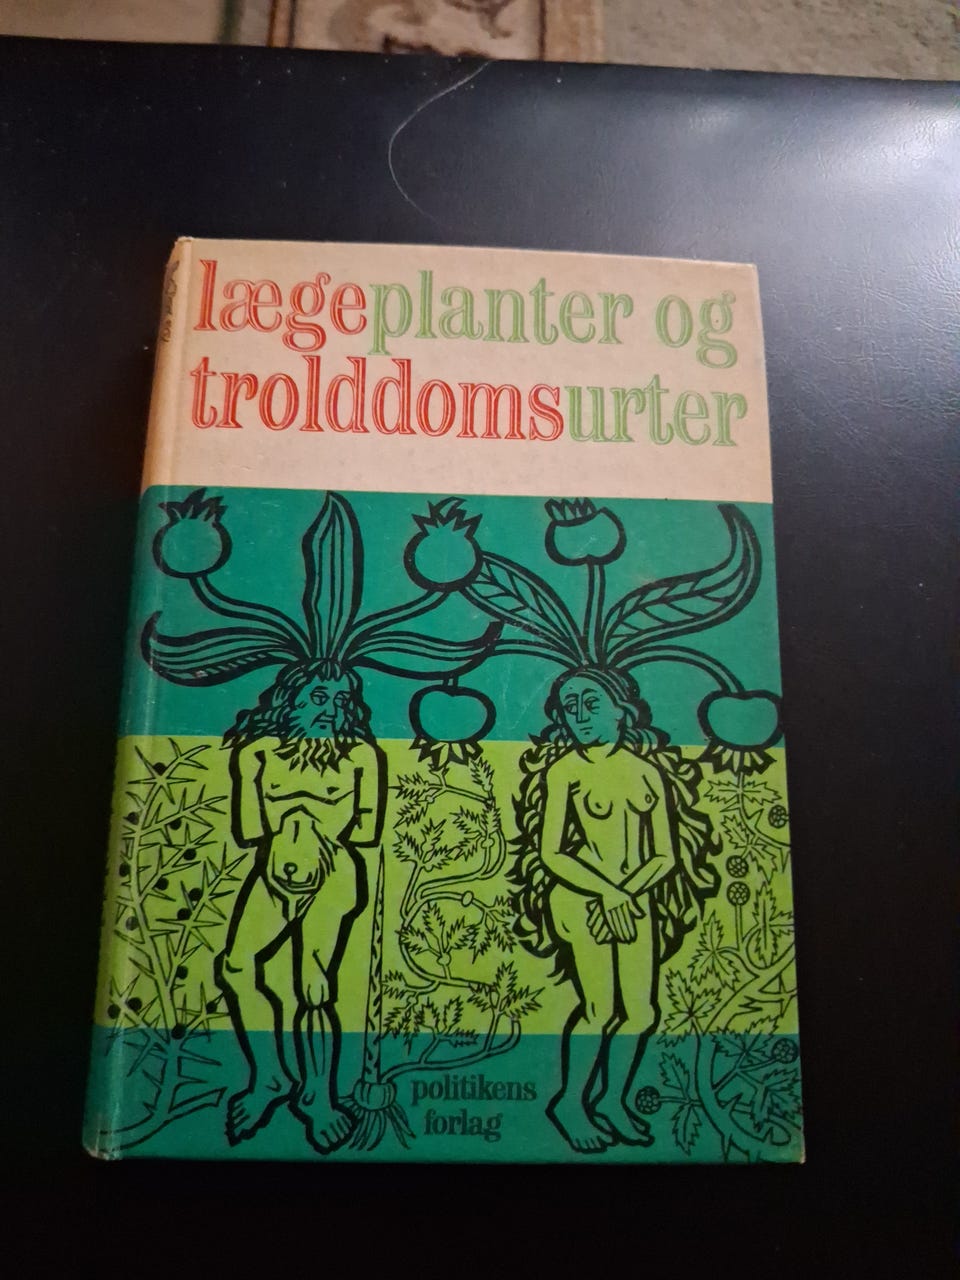 lægeplanter og
trolddomsurter
politikens
forlag